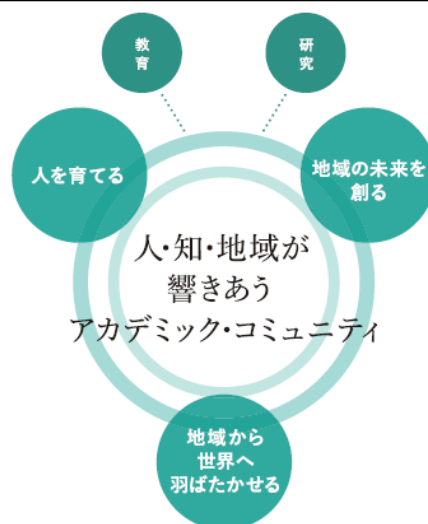 教
育
研
究
人を育てる
地域の未来を
創る
人・知・地域が
響きあう
アカデミック・コミュニティ
地域から
世界へ
羽ばたかせる